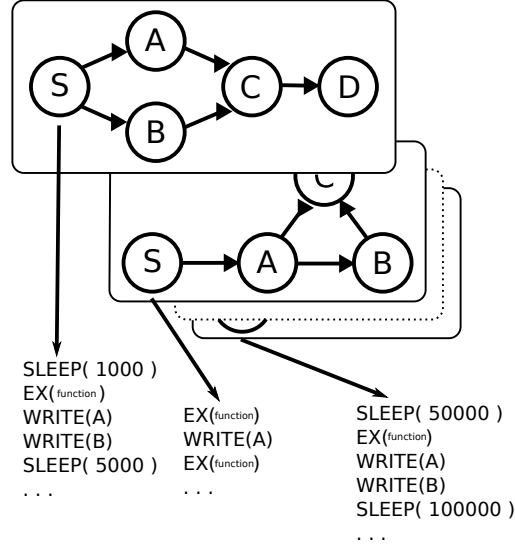 A
S
C
D
B
C
S
A
B
SLEEP( 1000 )
EX(function)
WRITE(A)
WRITE(B)
SLEEP( 5000 )
. . .
EX(function)
WRITE(A)
EX(function)
. . .
SLEEP( 50000 )
EX(function)
WRITE(A)
WRITE(B)
SLEEP( 100000 )
. . .